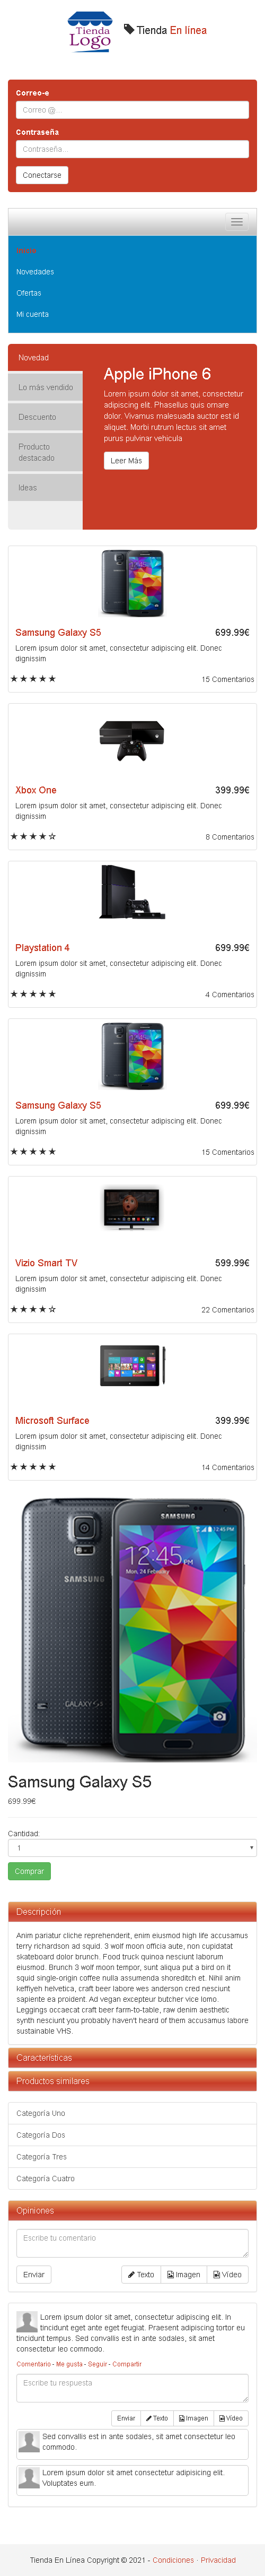 Tienda
Logo
Tienda En línea
Correo-e
Correo @...
Contraseña
Contraseña...
Conectarse
Novedades
Ofertas
Mi cuenta
Novedad
Lo más vendido
Descuento
Producto
destacado
Ideas
Apple iPhone 6
Lorem ipsum dolor sit amet, consectetur
adipiscing elit. Phasellus quis ornare
dolor. Vivamus malesuada auctor est id
aliquet. Morbi rutrum lectus sit amet
purus pulvinar vehicula
Leer Más
Samsung Galaxy S5 699.99€
Lorem ipsum dolor sit amet, consectetur adipiscing elit. Donec
dignissim
★ ★ ★ ★ ★ 15 Comentarios
Xbox One 399.99€
Lorem ipsum dolor sit amet, consectetur adipiscing elit. Donec
dignissim
★ ★ ★ ★ ☆ 8 Comentarios
Playstation 4 699.99€
Lorem ipsum dolor sit amet, consectetur adipiscing elit. Donec
dignissim
★ ★ ★ ★ ★ 4 Comentarios
Samsung Galaxy S5 699.99€
Lorem ipsum dolor sit amet, consectetur adipiscing elit. Donec
dignissim
★ ★ ★ ★ ★ 15 Comentarios
Vizio Smart TV 599.99€
Lorem ipsum dolor sit amet, consectetur adipiscing elit. Donec
dignissim
★ ★ ★ ★ ☆ 22 Comentarios
Microsoft Surface 399.99€
Lorem ipsum dolor sit amet, consectetur adipiscing elit. Donec
dignissim
★ ★ ★ ★ ★ 14 Comentarios
SAMSUNG
SAMSUNG
12:45
Mon, 24 February
GALAXY S5
Samsung Galaxy S5
699.99€
Cantidad:
1
Comprar
Descripción
Anim pariatur cliche reprehenderit, enim eiusmod high life accusamus
terry richardson ad squid. 3 wolf moon officia aute, non cupidatat
skateboard dolor brunch. Food truck quinoa nesciunt laborum
eiusmod. Brunch 3 wolf moon tempor, sunt aliqua put a bird on it
squid single-origin coffee nulla assumenda shoreditch et. Nihil anim
keffiyeh helvetica, craft beer labore wes anderson cred nesciunt
sapiente ea proident. Ad vegan excepteur butcher vice lomo.
Leggings occaecat craft beer farm-to-table, raw denim aesthetic
synth nesciunt you probably haven't heard of them accusamus labore
sustainable VHS.
Características
Productos similares
Categoría Uno
Categoría Dos
Categoría Tres
Categoría Cuatro
Opiniones
Escribe tu comentario
Enviar Texto Imagen Vídeo
Lorem ipsum dolor sit amet, consectetur adipiscing elit. In
tincidunt eget ante eget feugiat. Praesent adipiscing tortor eu
tincidunt tempus. Sed convallis est in ante sodales, sit amet
consectetur leo commodo.
Comentario - Me gusta - Seguir - Compartir
Escribe tu respuesta
Enviar Texto Imagen Vídeo
Sed convallis est in ante sodales, sit amet consectetur leo
commodo.
Lorem ipsum dolor sit amet consectetur adipisicing elit.
Voluptates eum.
Tienda En Línea Copyright © 2021 - Condiciones · Privacidad